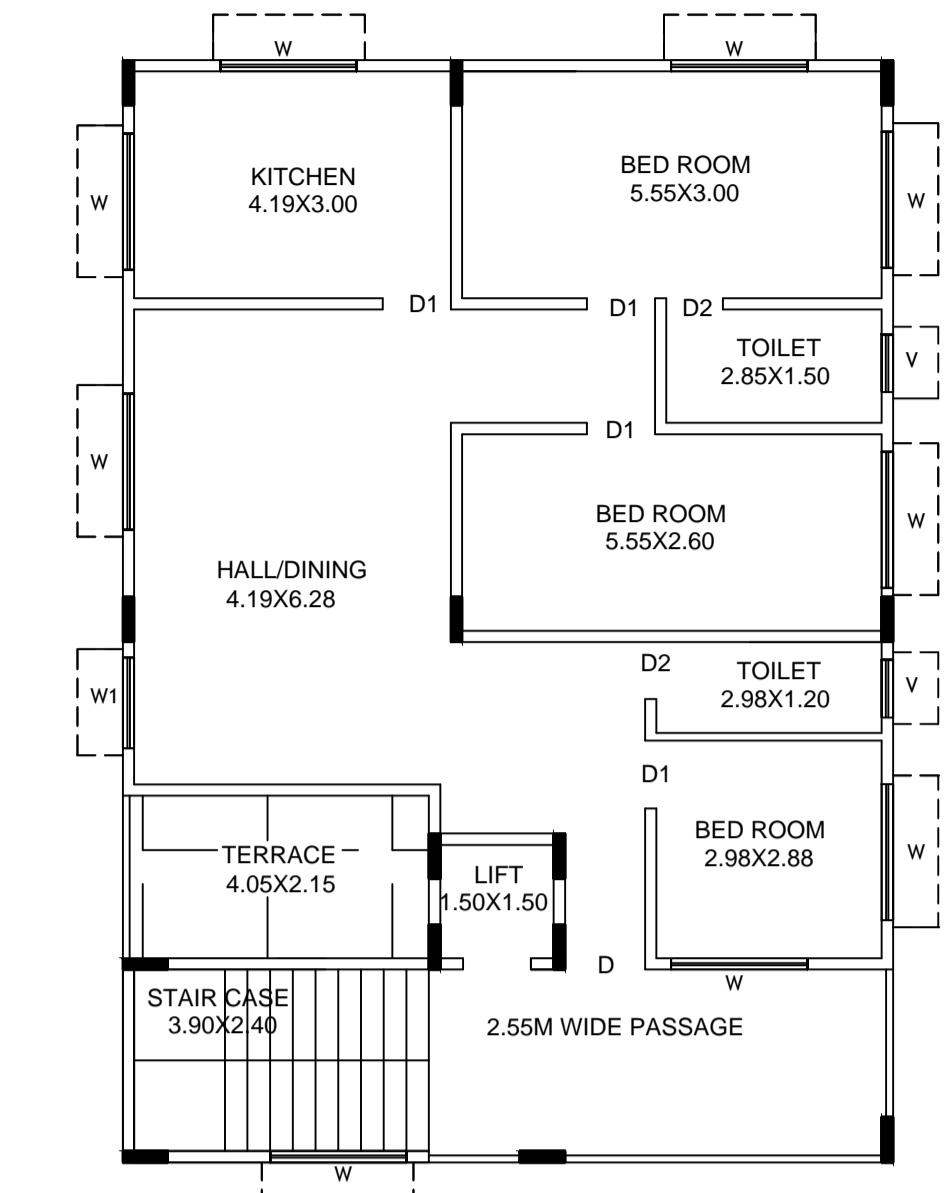 W
W
KITCHEN
4.19X3.00
BED ROOM
5.55X3.00
W
W
D1
D1
D2
TOILET
2.85X1.50
V
D1
W
BED ROOM
5.55X2.60
W
HALL/DINING
4.19X6.28
D2
TOILET
2.98X1.20
V
W1
D1
BED ROOM
2.98X2.88
W
TERRACE
4.05X2.15
LIFT
1.50X1.50
D
W
STAIR CASE
3.90X2.40
2.55M WIDE PASSAGE
W